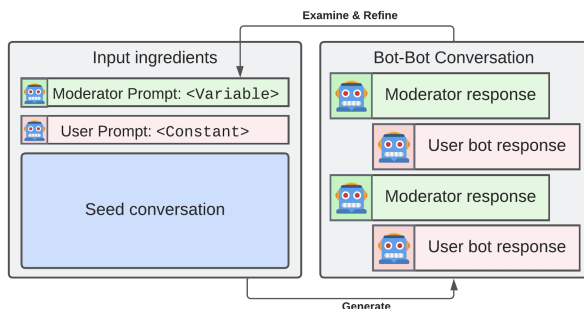 Examine & Refine
Input ingredients
Moderator Prompt: <Variable>
User Prompt: <Constant>
Seed conversation
Bot-Bot Conversation
Moderator response
User bot response
Moderator response
User bot response
Generate